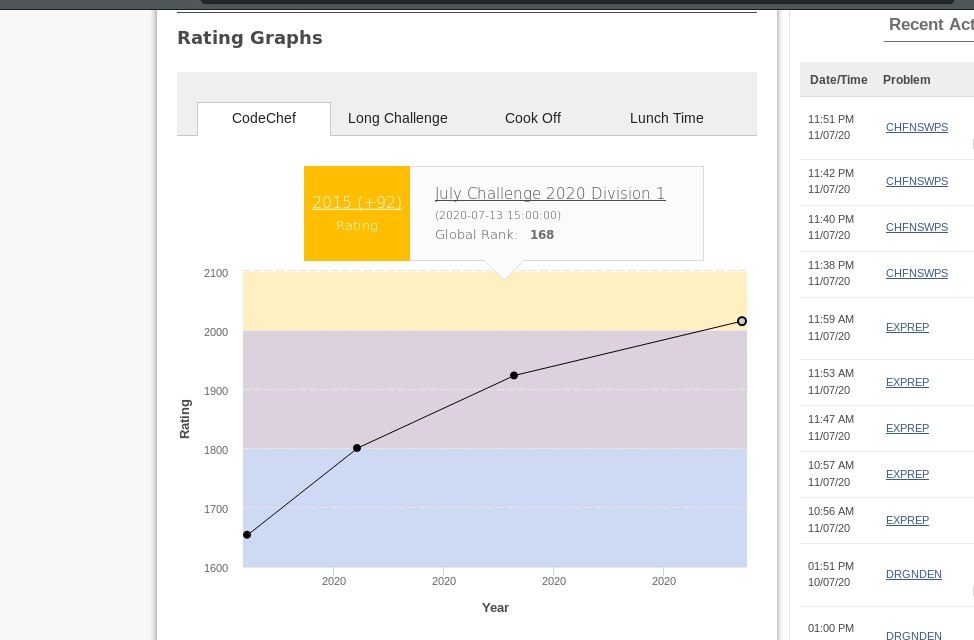 Rating Graphs
CodeChef Long Challenge Cook Off Lunch Time
2015 (+92)
Rating
July Challenge 2020 Division 1
(2020-07-13 15:00:00)
Global Rank: 168
2100
2000
1900
1800
1700
1600
Rating
2020 2020 2020 2020
Year
Recent Act
Date/Time Problem
11:51 PM
11/07/20
CHFNSWPS
11:42 PM
11/07/20
CHFNSWPS
11:40 PM
11/07/20
CHFNSWPS
11:38 PM
11/07/20
CHFNSWPS
11:59 AM
11/07/20
EXPREP
11:53 AM
11/07/20
EXPREP
11:47 AM
11/07/20
EXPREP
10:57 AM
11/07/20
EXPREP
10:56 AM
11/07/20
EXPREP
01:51 PM
10/07/20
DRGNDEN
01:00 PM
DRGNDEN